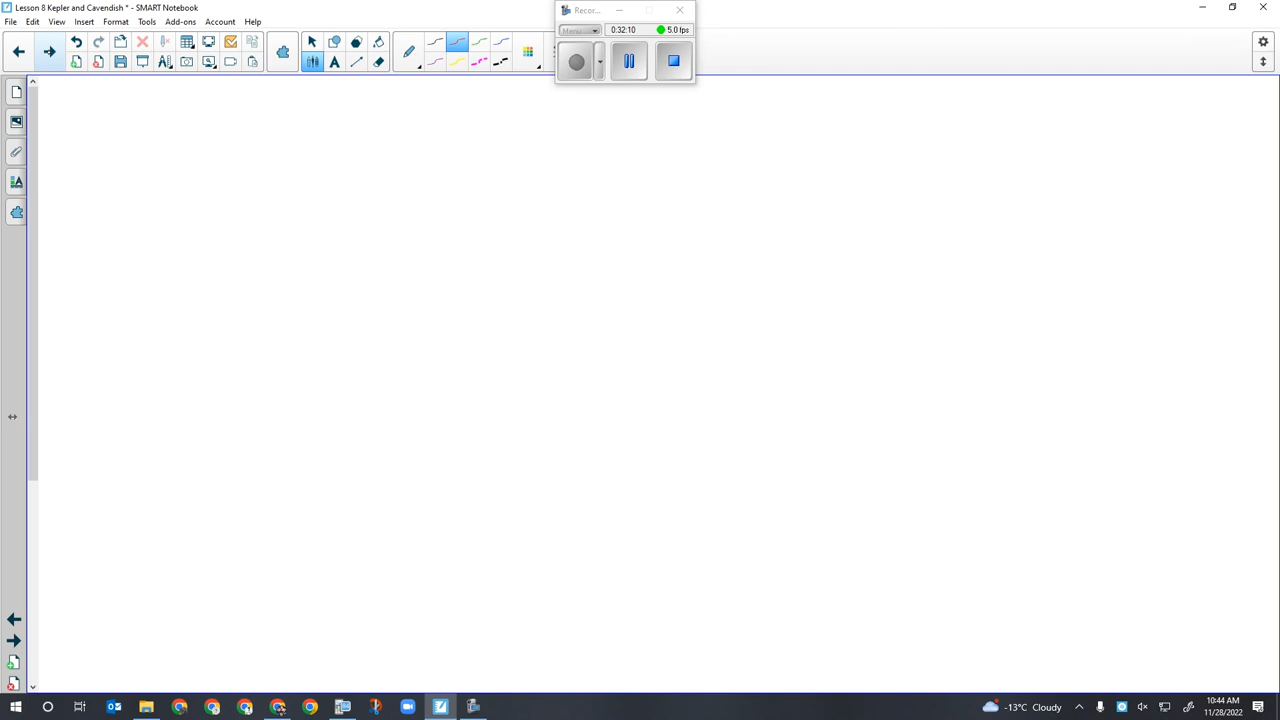 Lesson 8 Kepler and Cavendish * - SMART Notebook
File Edit View Insert Format Tools Add-ons Account Help
Recor...
Menu 0:32:10 5.0 fps
-13°C Cloudy
10:44 AM
11/28/2022